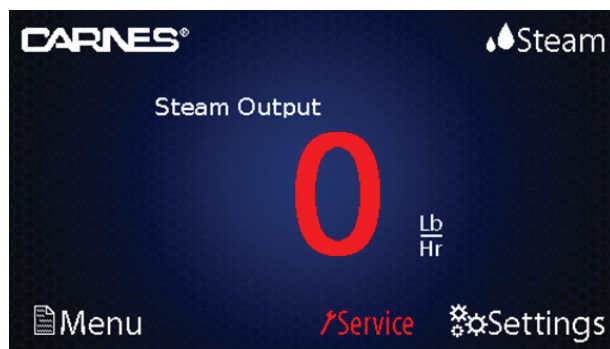 CARNES®
Steam
Steam Output
0
Lb
Hr
Menu
Service
Settings